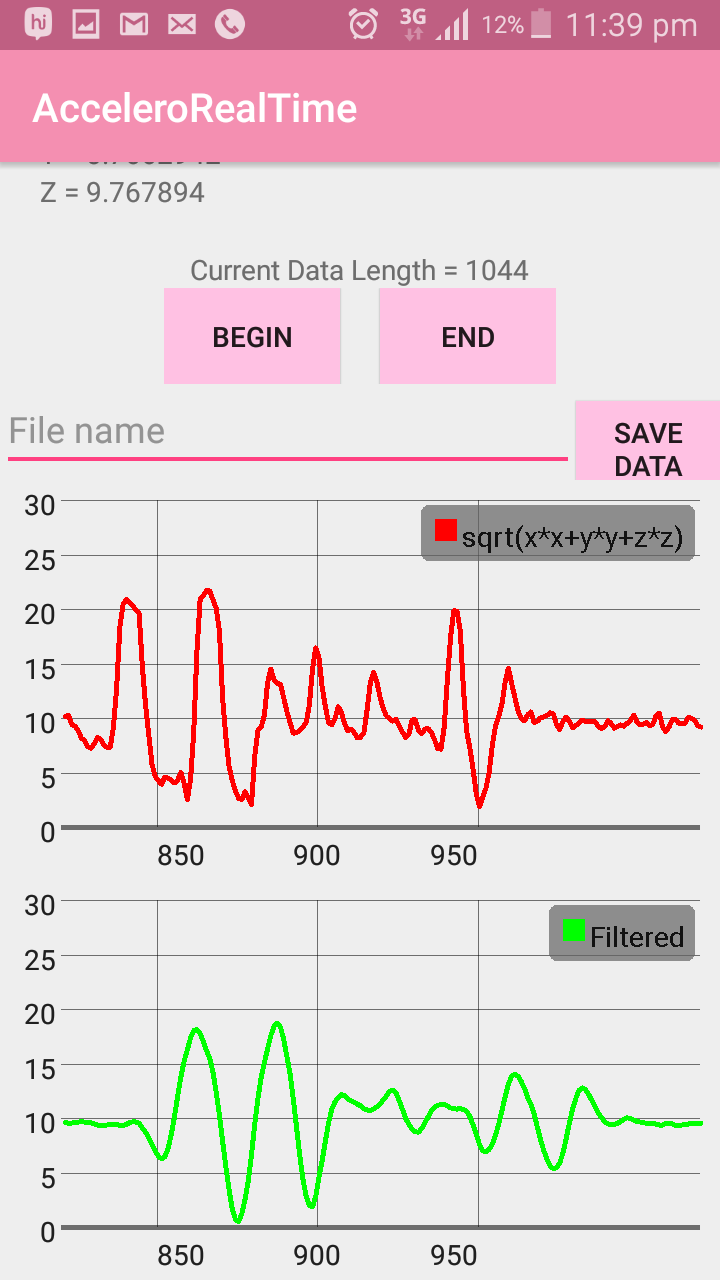 hi 3G 12% 11:39 pm
AcceleroRealTime
Z = 9.767894
Current Data Length = 1044
BEGIN END
File name
SAVE
DATA
30
sqrt(x*x+y*y+z*z)
25
20
15
10
5
0
850 900 950
30
Filtered
25
20
15
10
5
0
850 900 950